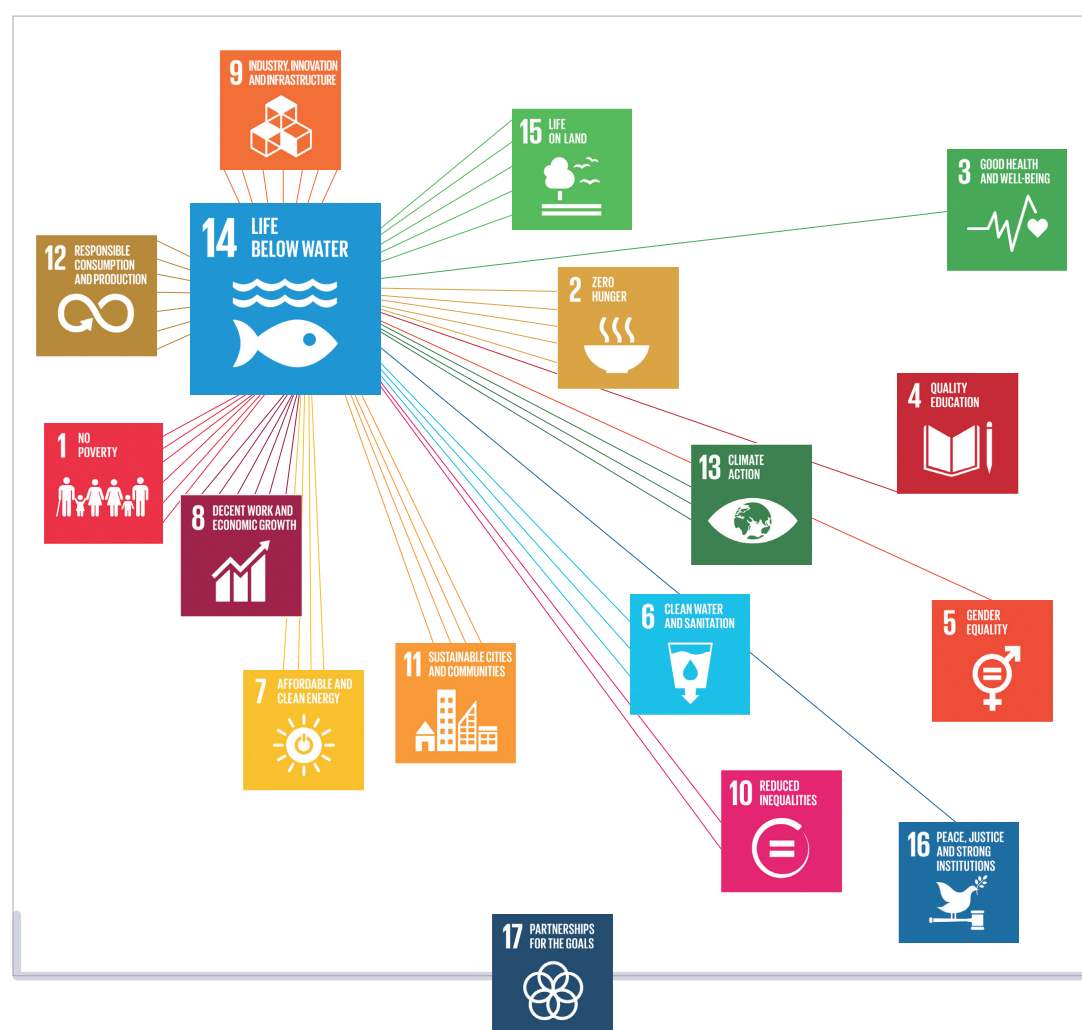 9 INDUSTRY, INNOVATION
AND INFRASTRUCTURE
15 LIFE
ON LAND
3 GOOD HEALTH
AND WELL-BEING
14 LIFE
BELOW WATER
12 RESPONSIBLE
CONSUMPTION
AND PRODUCTION
2 ZERO
HUNGER
4 QUALITY
EDUCATION
1 NO
POVERTY
13 CLIMATE
ACTION
8 DECENT WORK AND
ECONOMIC GROWTH
6 CLEAN WATER
AND SANITATION
5 GENDER
EQUALITY
11 SUSTAINABLE CITIES
AND COMMUNITIES
7 AFFORDABLE AND
CLEAN ENERGY
10 REDUCED
INEQUALITIES
16 PEACE, JUSTICE
AND STRONG
INSTITUTIONS
17 PARTNERSHIPS
FOR THE GOALS